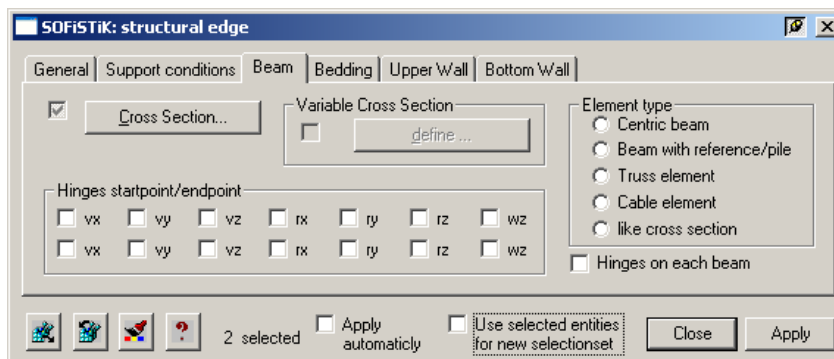 SOFiSTiK: structural edge
General Support conditions Beam Bedding Upper Wall Bottom Wall
Cross Section...
Variable Cross Section
define ...
Element type
Centric beam
Beam with reference/pile
Truss element
Cable element
like cross section
Hinges startpoint/endpoint
vx vy vz rx ry rz wz
vx vy vz rx ry rz wz
Hinges on each beam
?
2 selected
Apply
automaticly
Use selected entities
for new selectionset
Close
Apply